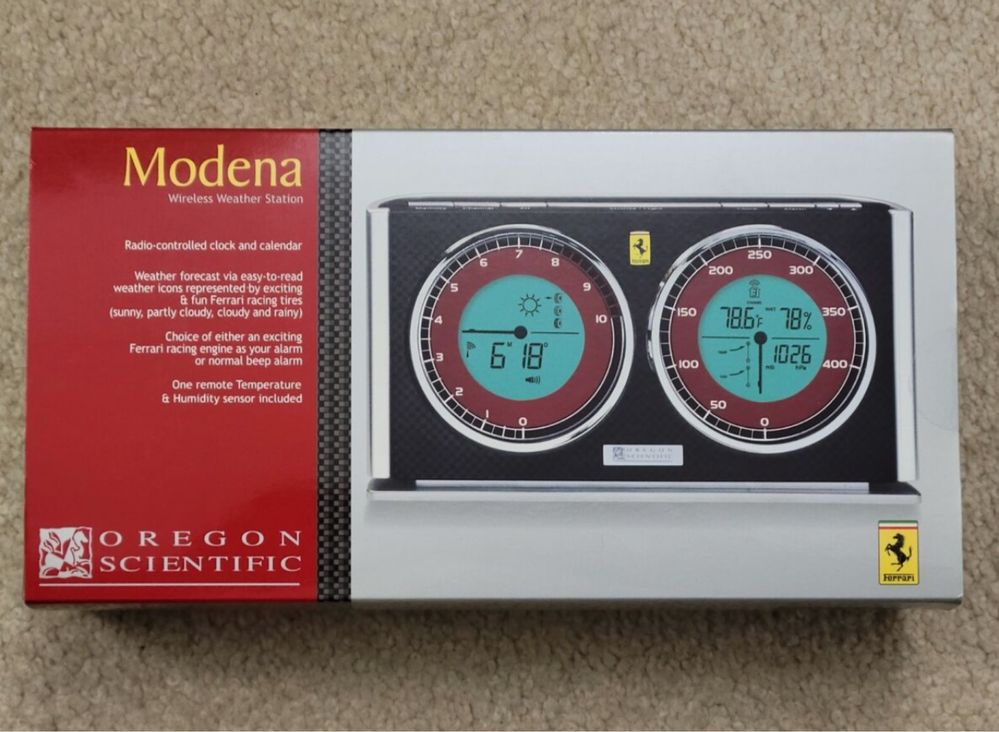 Modena
Wireless Weather Station
Radio-controlled clock and calendar
Weather forecast via easy-to-read
weather icons represented by exciting
& fun Ferrari racing tires
(sunny, partly cloudy, cloudy and rainy)
Choice of either an exciting
Ferrari racing engine as your alarm
or normal beep alarm
One remote Temperature
& Humidity sensor included
OREGON
SCIENTIFIC
Ferrari
0
1
2
3
4
5
6
7
8
9
10
6 M 18 D
0
50
100
150
200
250
300
350
400
78.6°F 78%
1026
hPa
OREGON
SCIENTIFIC
Ferrari